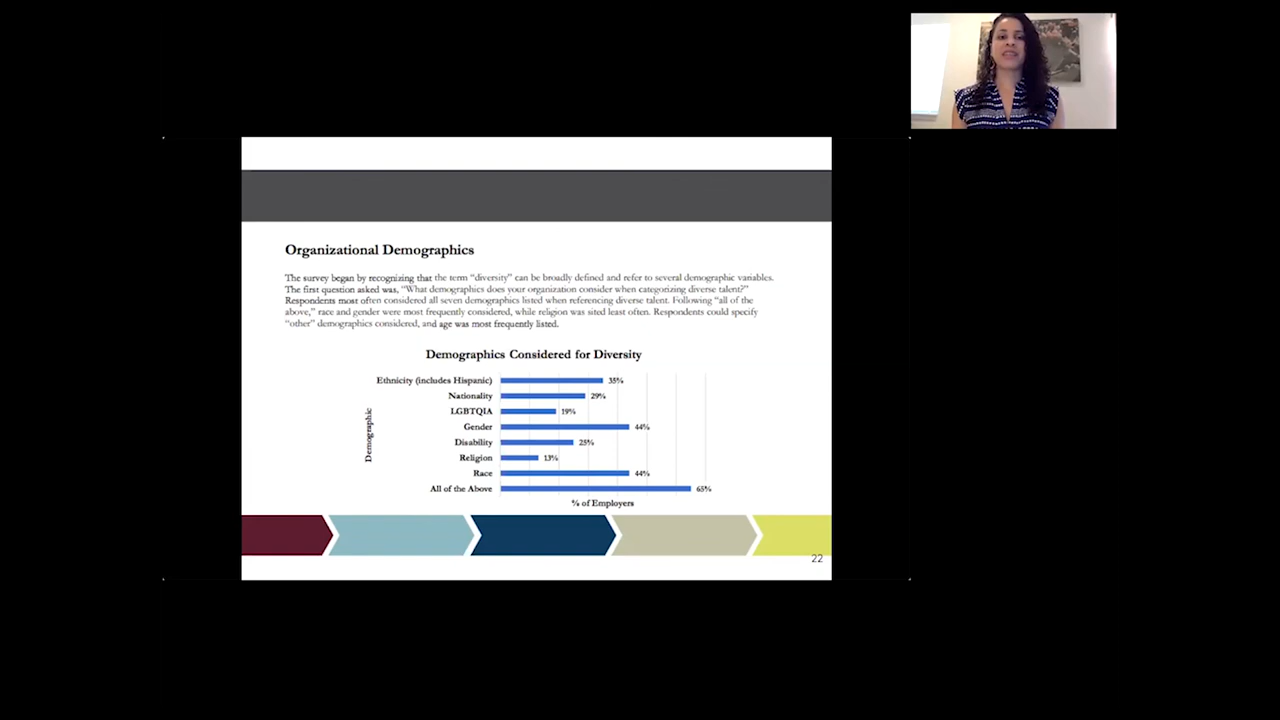 Organizational Demographics
The survey began by recognizing that the term “diversity” can be broadly defined and refer to several demographic variables.
The first question asked was, “What demographics does your organization consider when categorizing diverse talent?”
Respondents most often considered all seven demographics listed when referencing diverse talent. Following “all of the
above,” race and gender were most frequently considered, while religion was sited least often. Respondents could specify
“other” demographics considered, and age was most frequently listed.
Demographics Considered for Diversity
Demographic
Ethnicity (includes Hispanic) 35%
Nationality 29%
LGBTQIA 19%
Gender 44%
Disability 25%
Religion 13%
Race 44%
All of the Above 65%
% of Employers
22